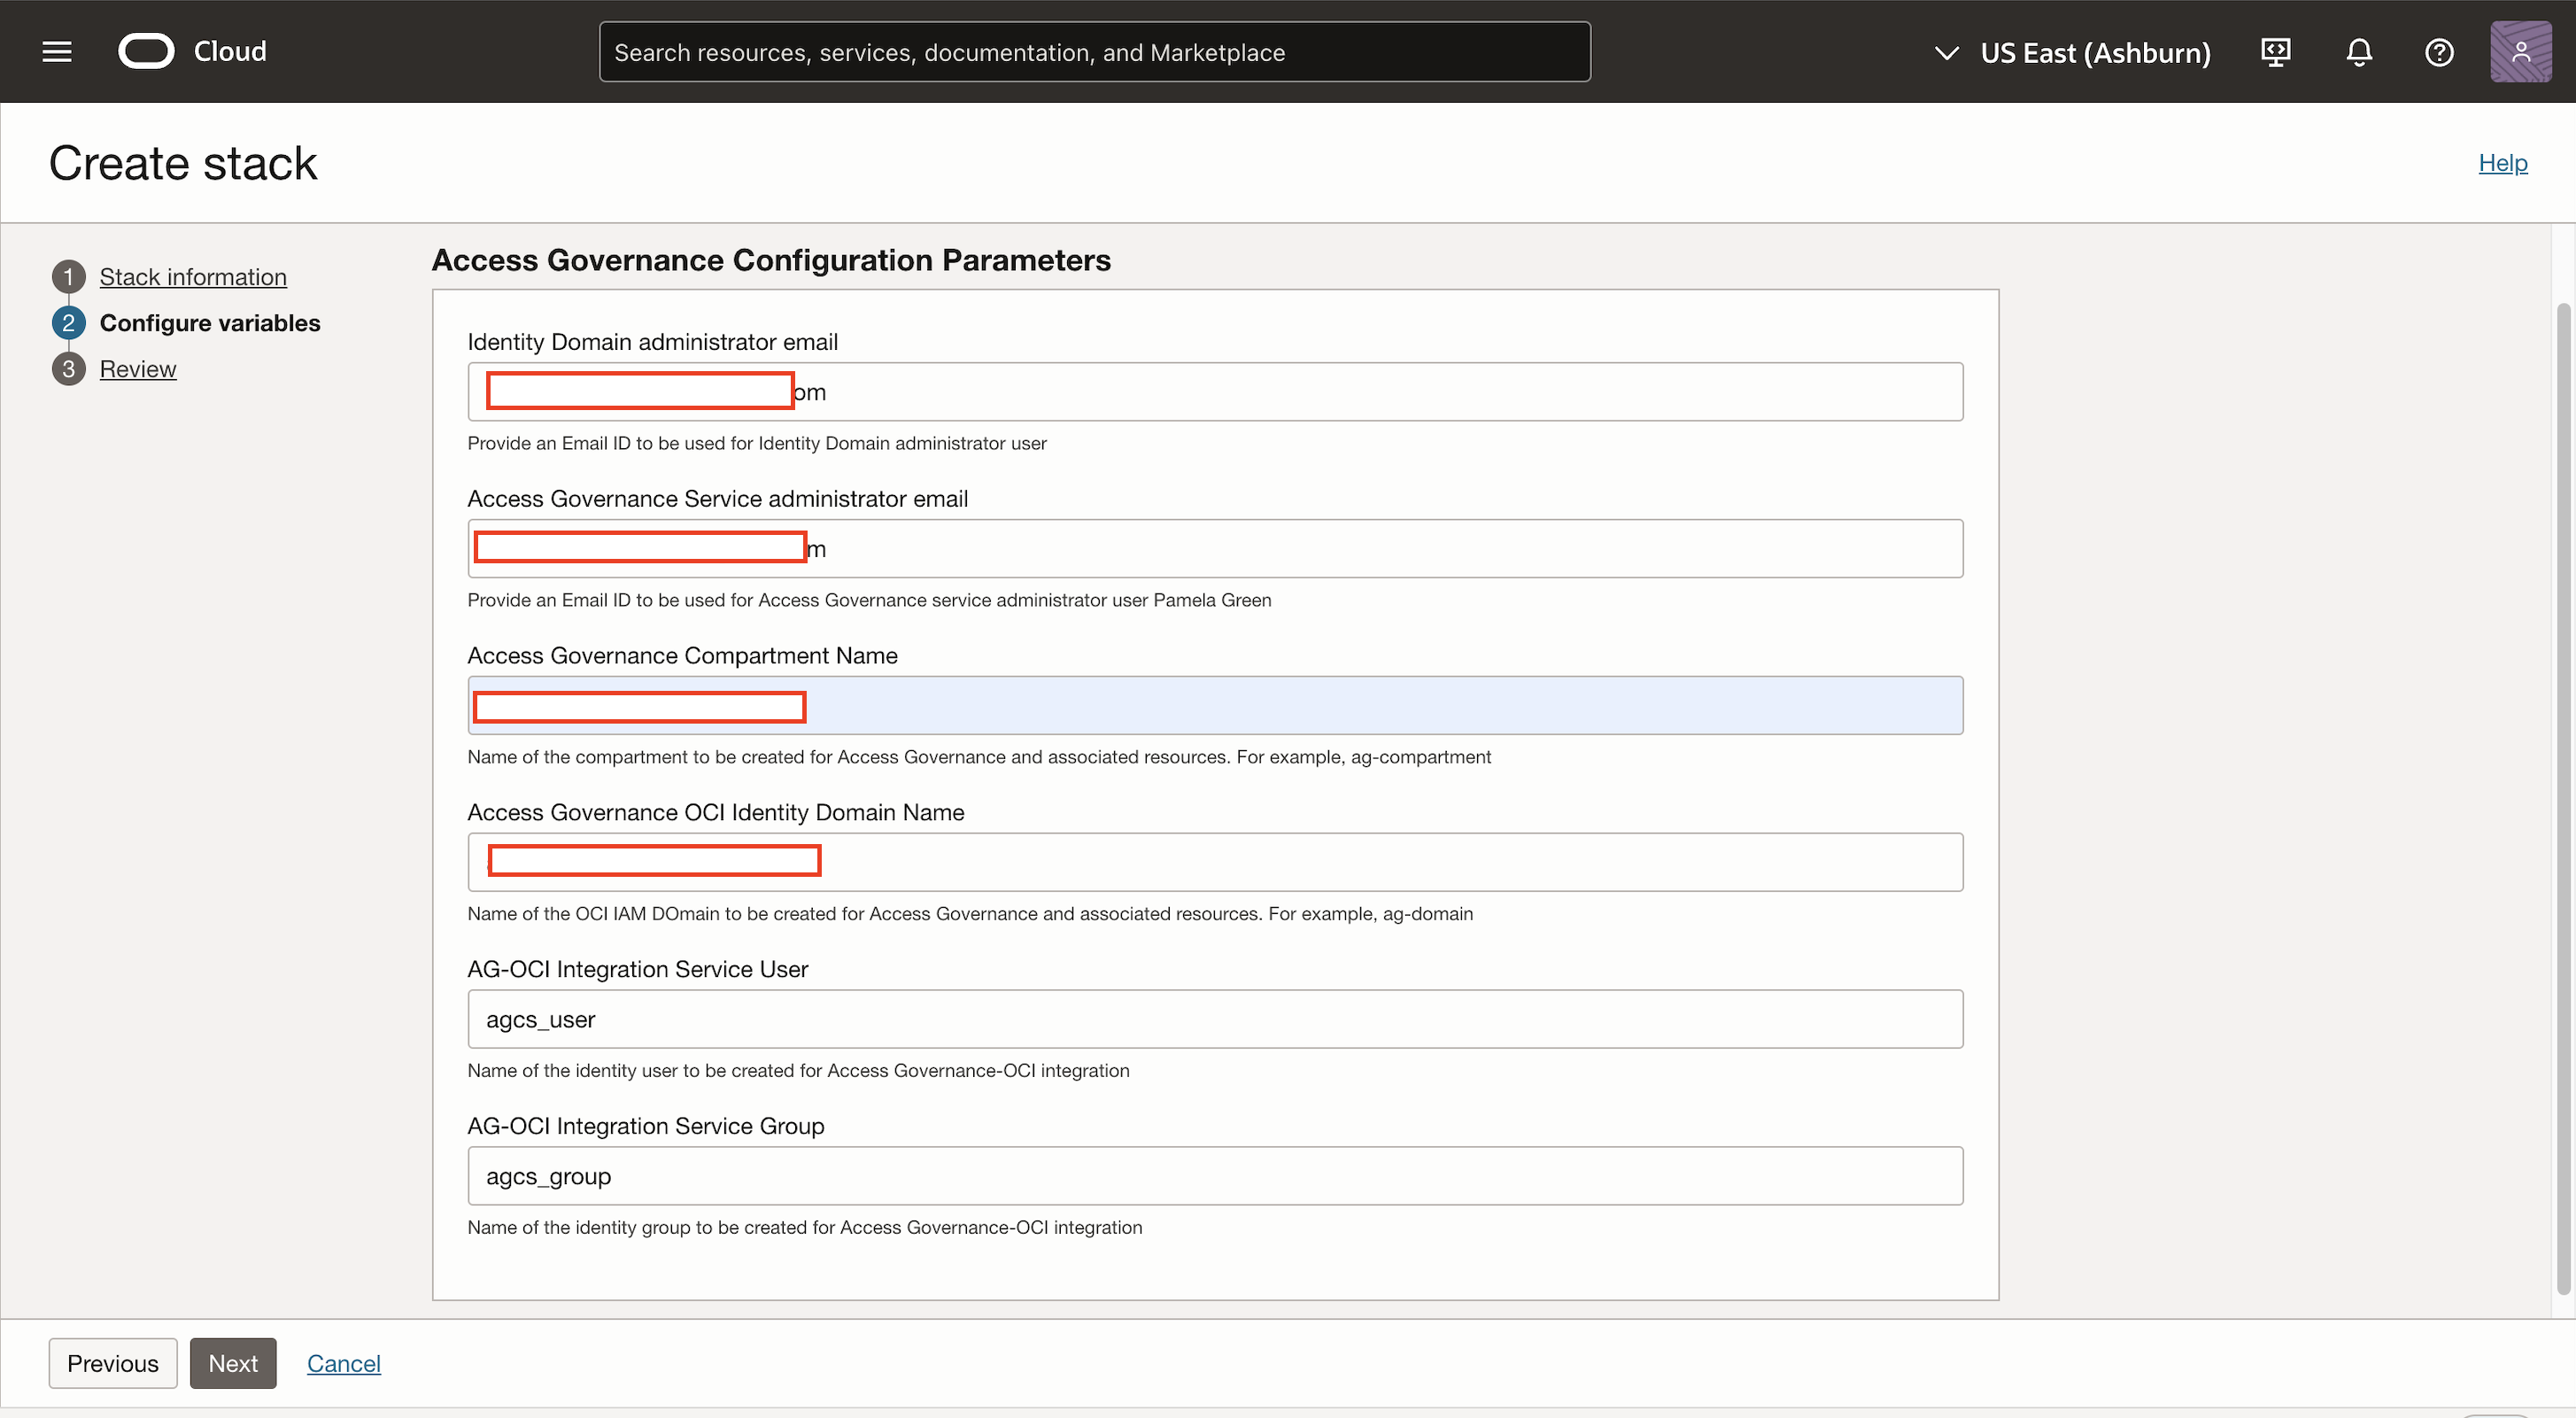 Cloud
Search resources, services, documentation, and Marketplace
US East (Ashburn)
Create stack
Help
1 Stack information
2 Configure variables
3 Review
Access Governance Configuration Parameters
Identity Domain administrator email
om
Provide an Email ID to be used for Identity Domain administrator user
Access Governance Service administrator email
m
Provide an Email ID to be used for Access Governance service administrator user Pamela Green
Access Governance Compartment Name
Name of the compartment to be created for Access Governance and associated resources. For example, ag-compartment
Access Governance OCI Identity Domain Name
Name of the OCI IAM DOmain to be created for Access Governance and associated resources. For example, ag-domain
AG-OCI Integration Service User
agcs_user
Name of the identity user to be created for Access Governance-OCI integration
AG-OCI Integration Service Group
agcs_group
Name of the identity group to be created for Access Governance-OCI integration
Previous
Next
Cancel